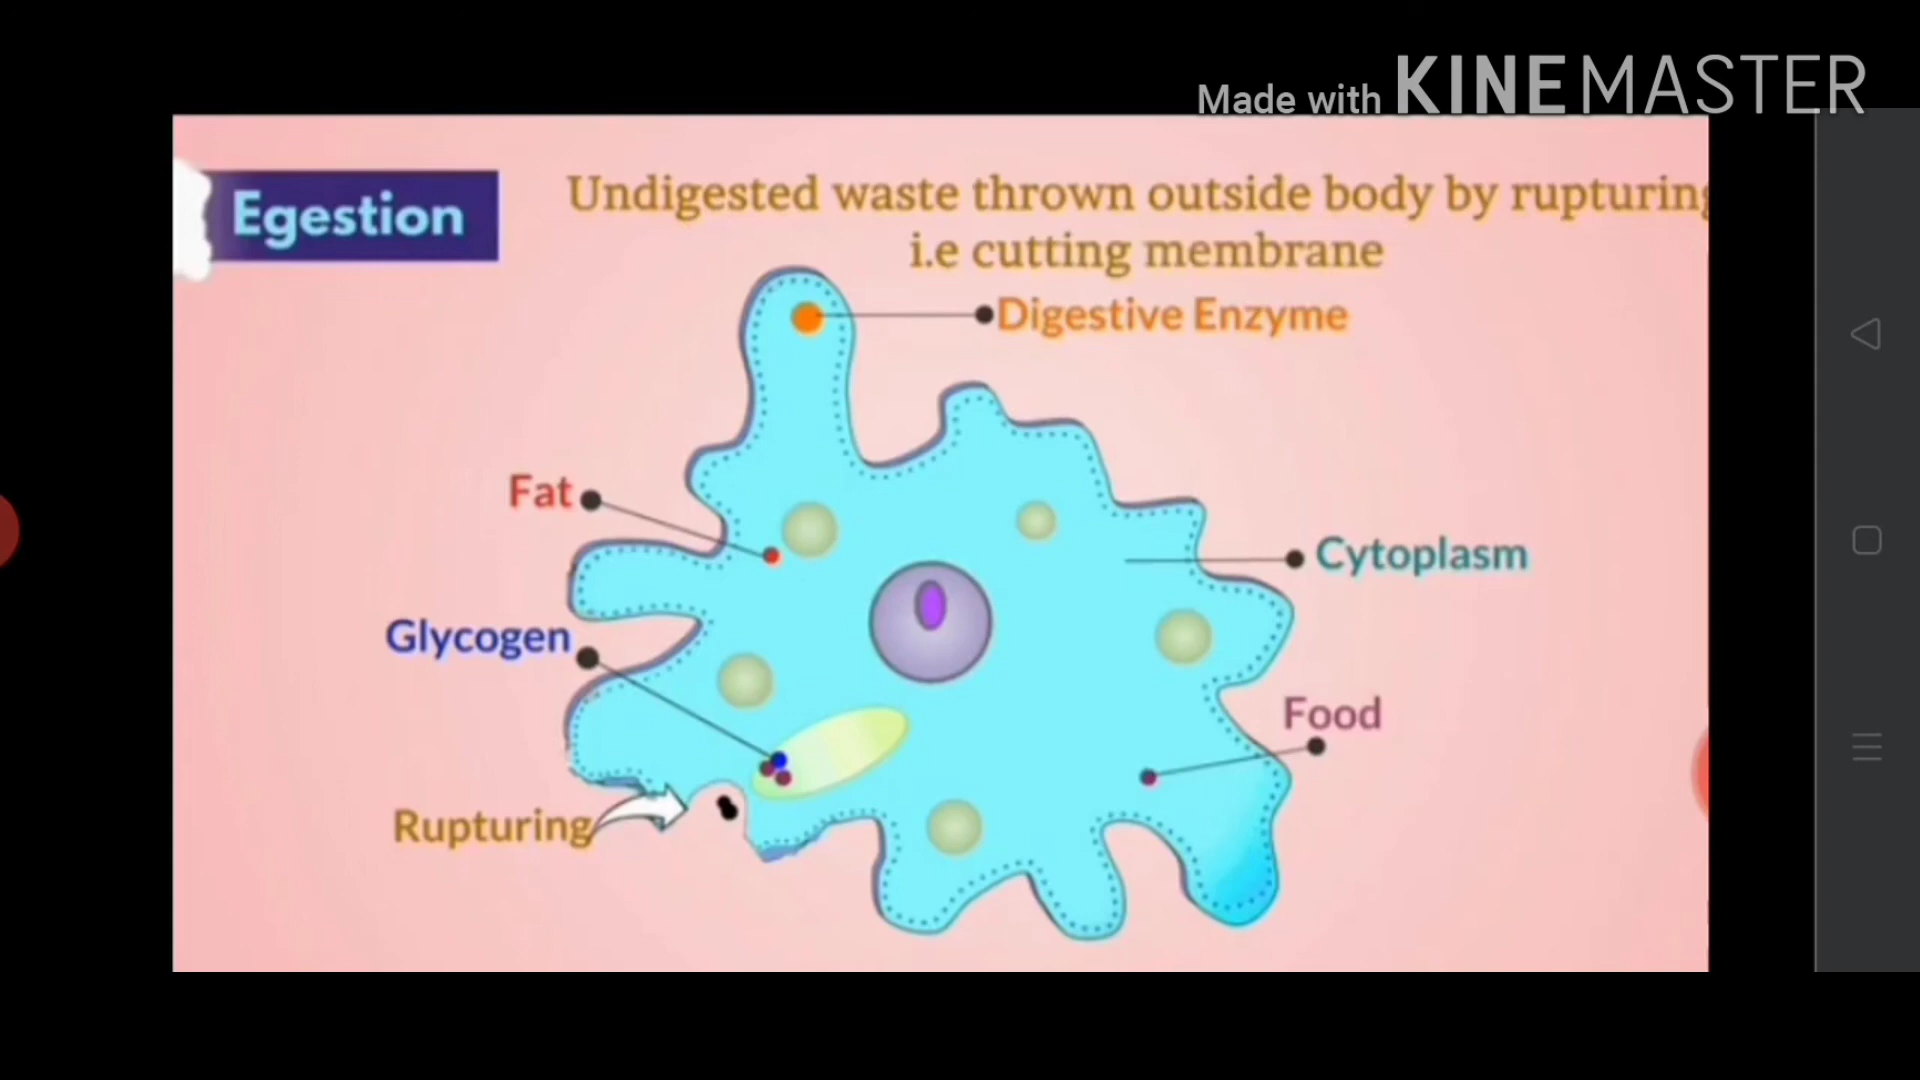 Made with KINEMASTER
Egestion
Undigested waste thrown outside body by rupturing
i.e cutting membrane
Digestive Enzyme
Fat
Cytoplasm
Glycogen
Food
Rupturing